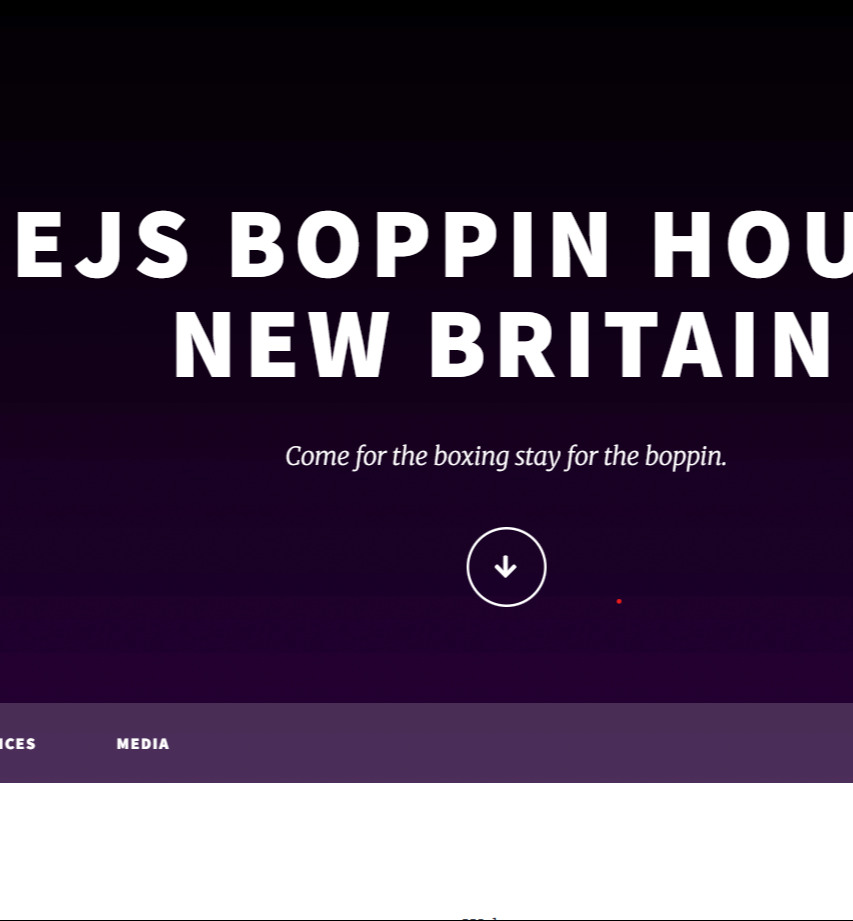 EJS BOPPIN HOU
NEW BRITAIN
Come for the boxing stay for the boppin.
ICES MEDIA